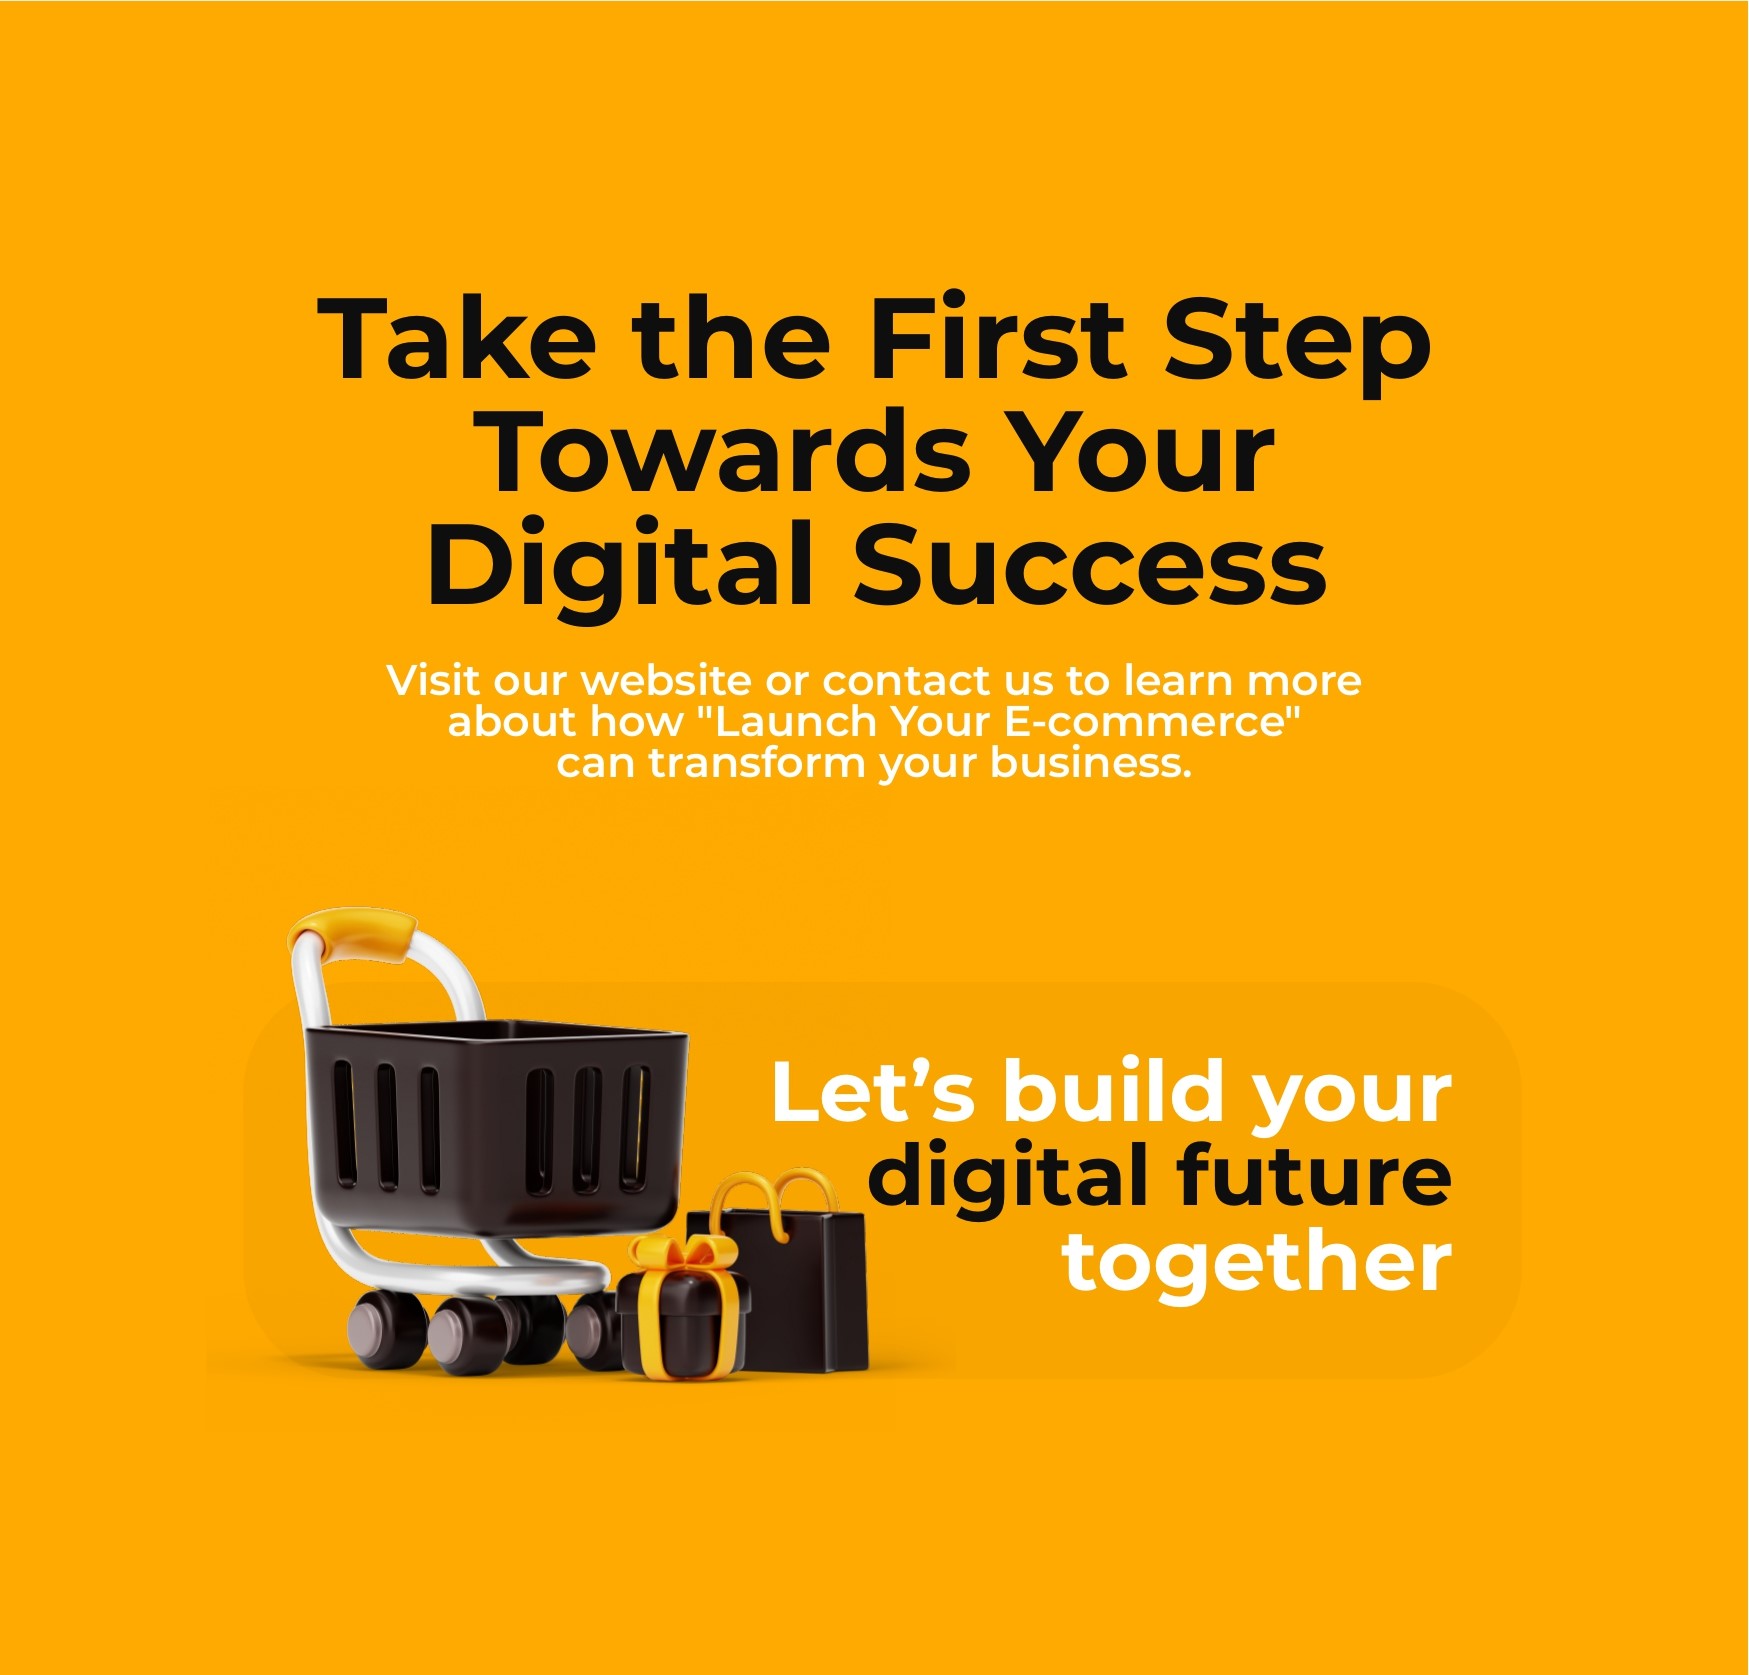 Take the First Step
Towards Your
Digital Success
Visit our website or contact us to learn more
about how "Launch Your E-commerce"
can transform your business.
Let’s build your
digital future
together